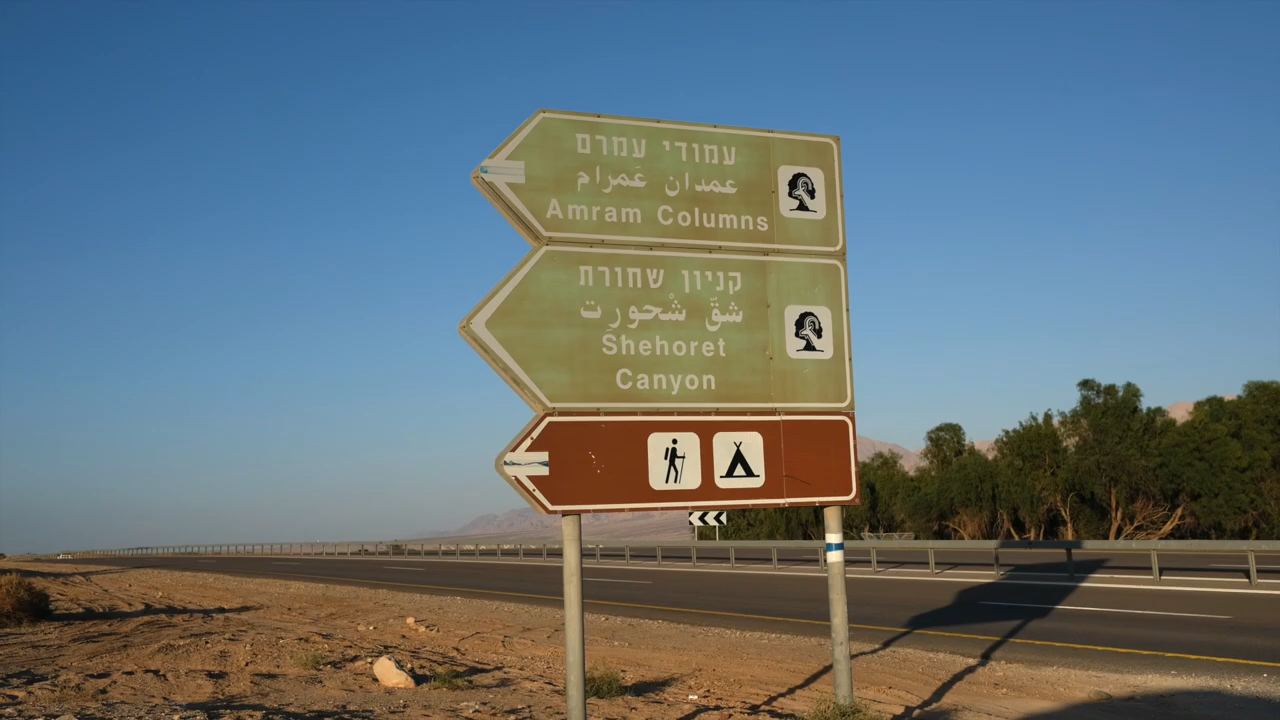 עמודי עמרם
عمدان عَمرام
Amram Columns
קניון שחורת
شقّ شْحورِت
Shehoret
Canyon